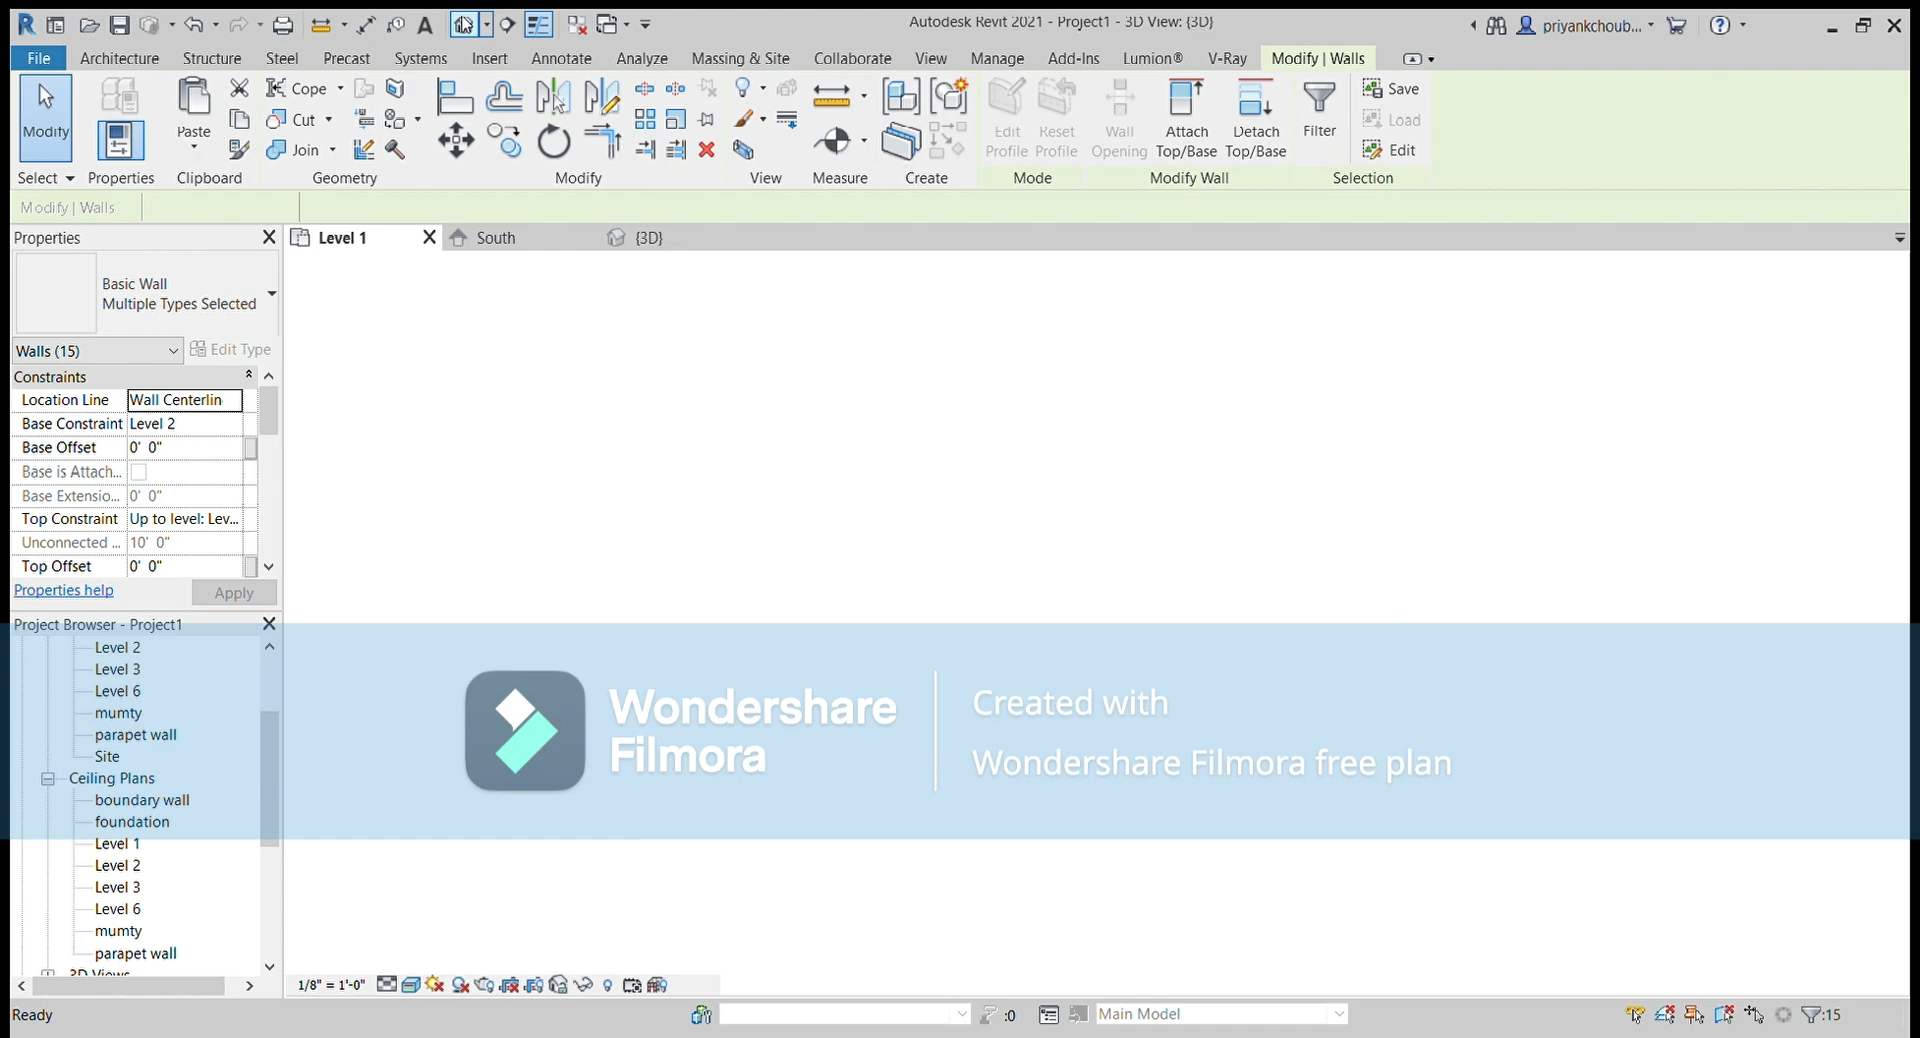 Autodesk Revit 2021 - Project1 - 3D View: {3D}
priyankchoub...
File Architecture Structure Steel Precast Systems Insert Annotate Analyze Massing & Site Collaborate View Manage Add-Ins Lumion® V-Ray Modify | Walls
Modify
Paste
Cope
Cut
Join
Edit Profile
Reset Profile
Wall Opening
Attach Top/Base
Detach Top/Base
Filter
Save
Load
Edit
Select Properties Clipboard Geometry Modify View Measure Create Mode Modify Wall Selection
Modify | Walls
Properties
Level 1 South {3D}
Basic Wall
Multiple Types Selected
Walls (15) Edit Type
Constraints
Location Line Wall Centerlin
Base Constraint Level 2
Base Offset 0' 0"
Base is Attach...
Base Extensio... 0' 0"
Top Constraint Up to level: Lev...
Unconnected ... 10' 0"
Top Offset 0' 0"
Properties help Apply
Project Browser - Project1
Level 2
Level 3
Level 6
mumty
parapet wall
Site
Ceiling Plans
boundary wall
foundation
Level 1
Level 2
Level 3
Level 6
mumty
parapet wall
3D Views
Wondershare
Filmora
Created with
Wondershare Filmora free plan
1/8" = 1'-0"
Ready :0 Main Model :15